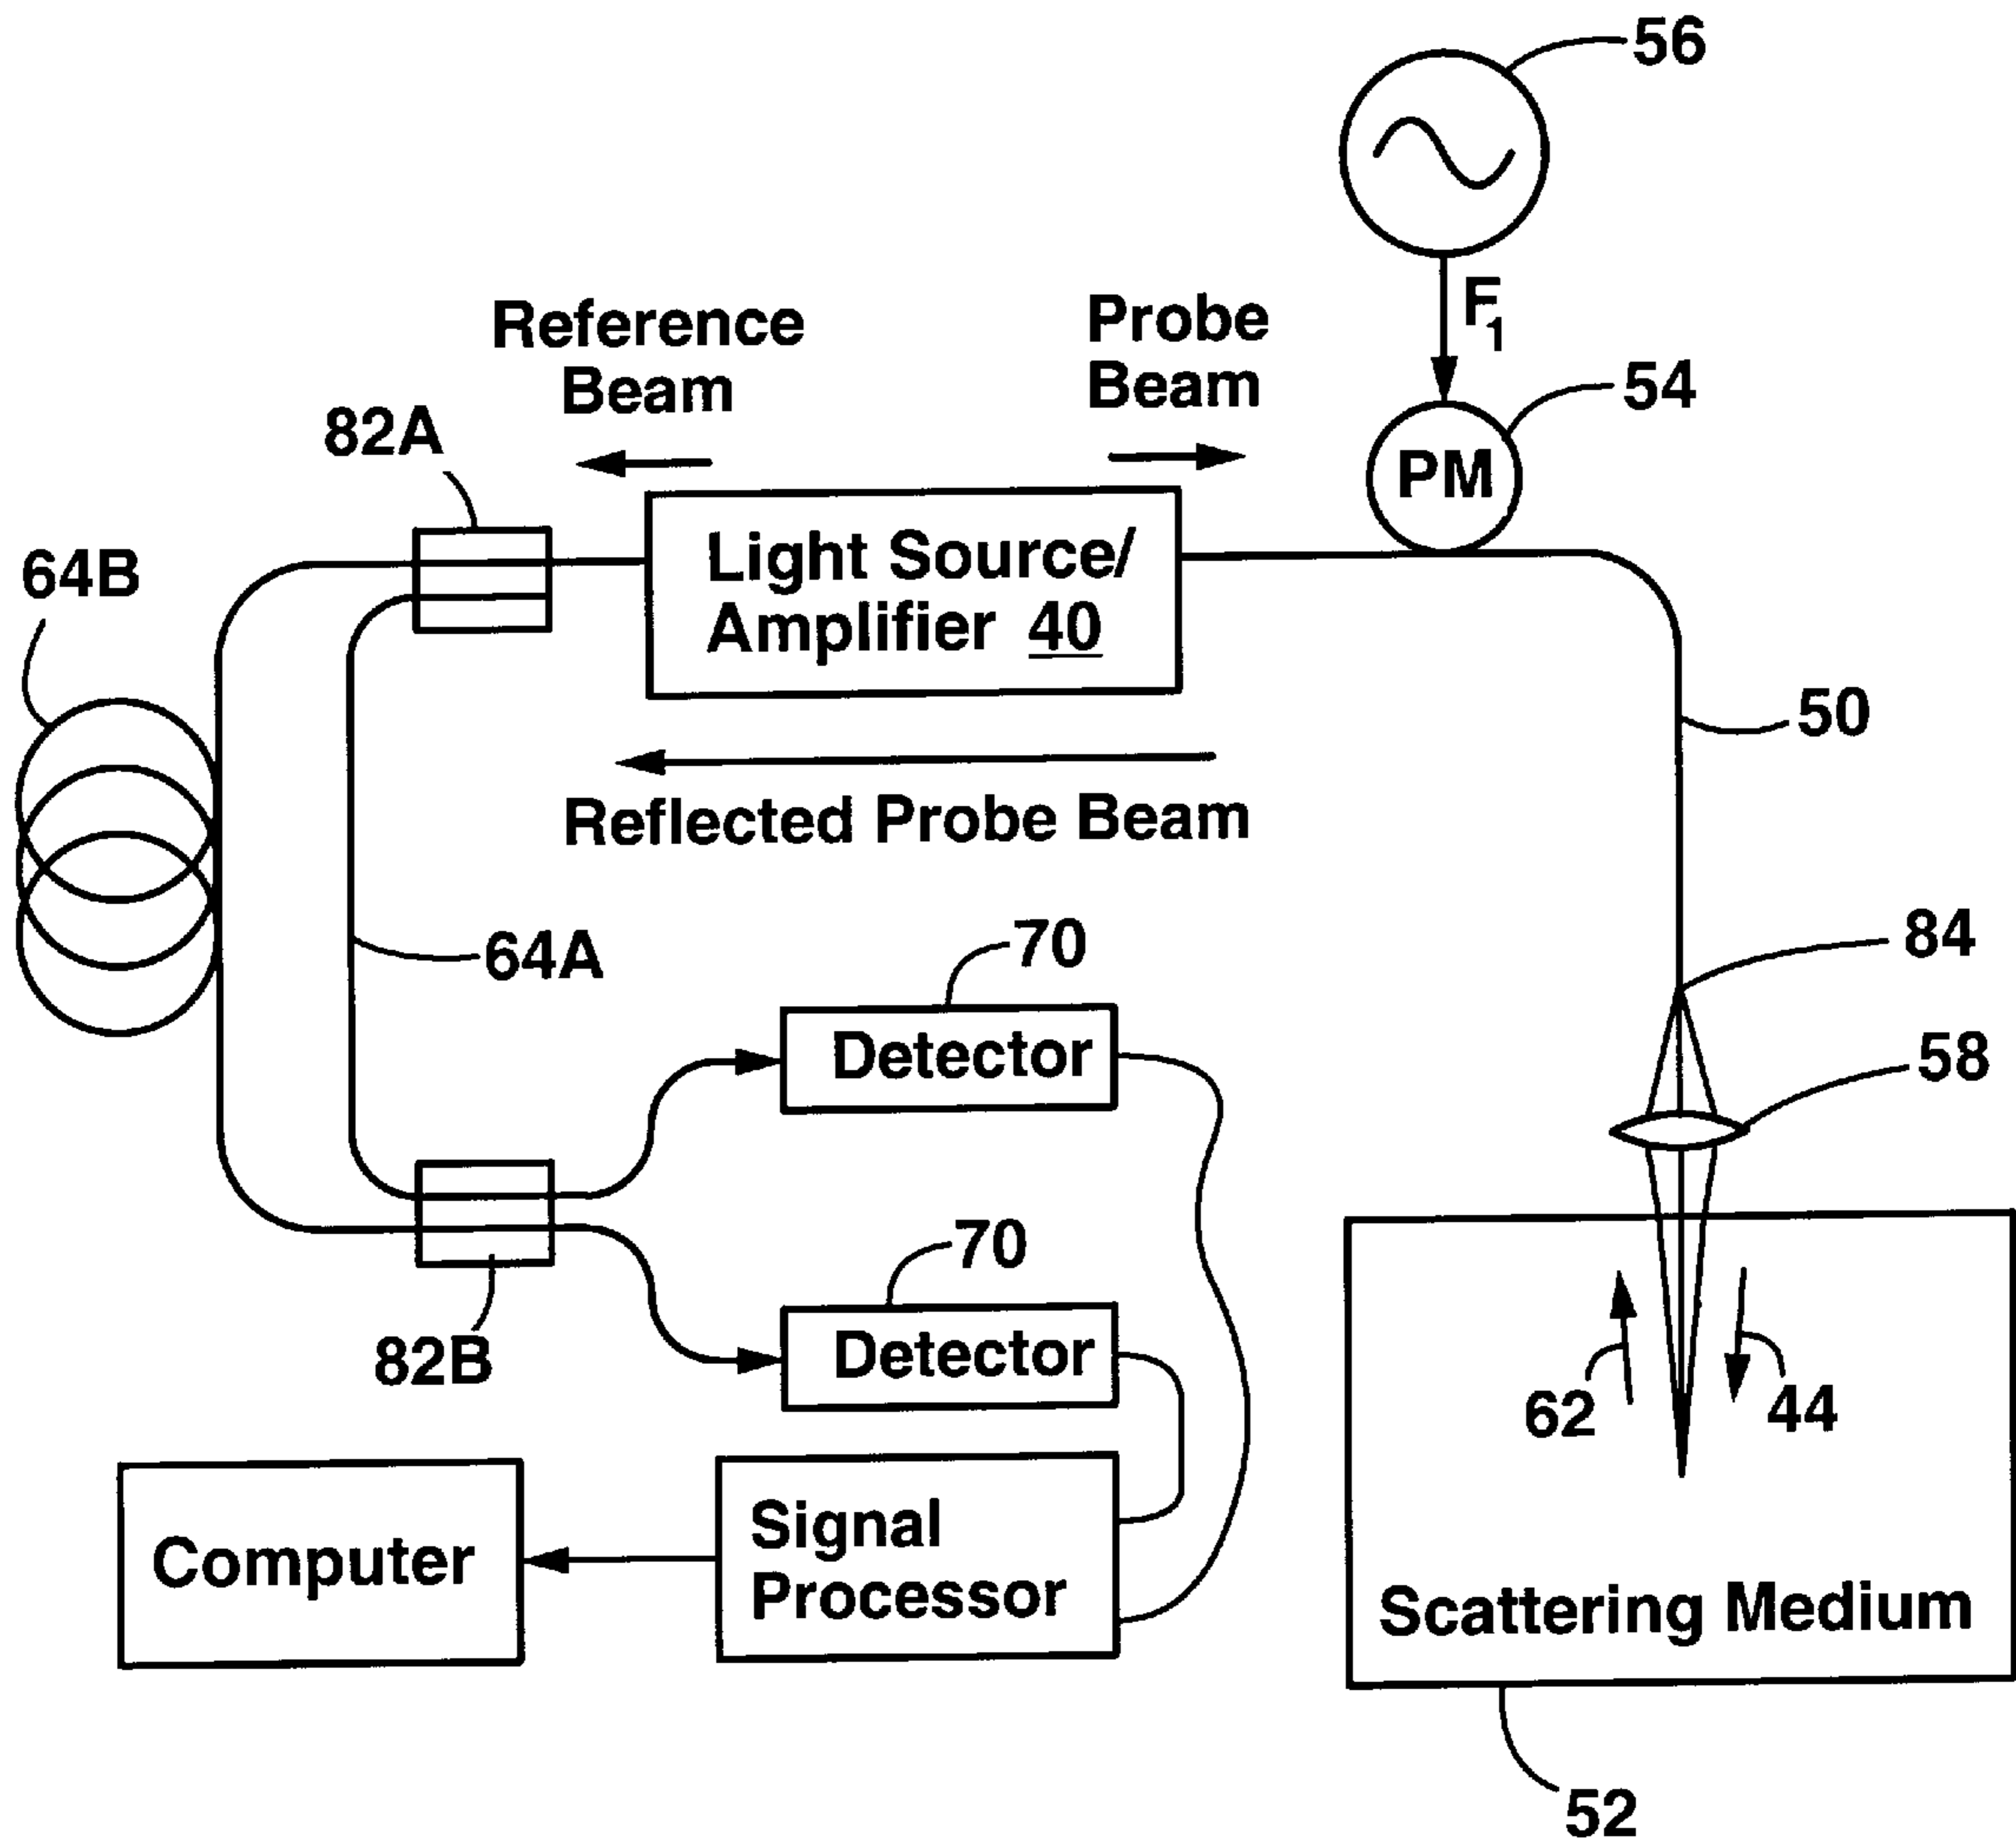 56
F1
Reference
Beam
Probe
Beam
54
PM
82A
64B
Light Source/
Amplifier 40
50
Reflected Probe Beam
84
70
64A
Detector
58
70
82B
Detector
62
44
Computer
Signal
Processor
Scattering Medium
52